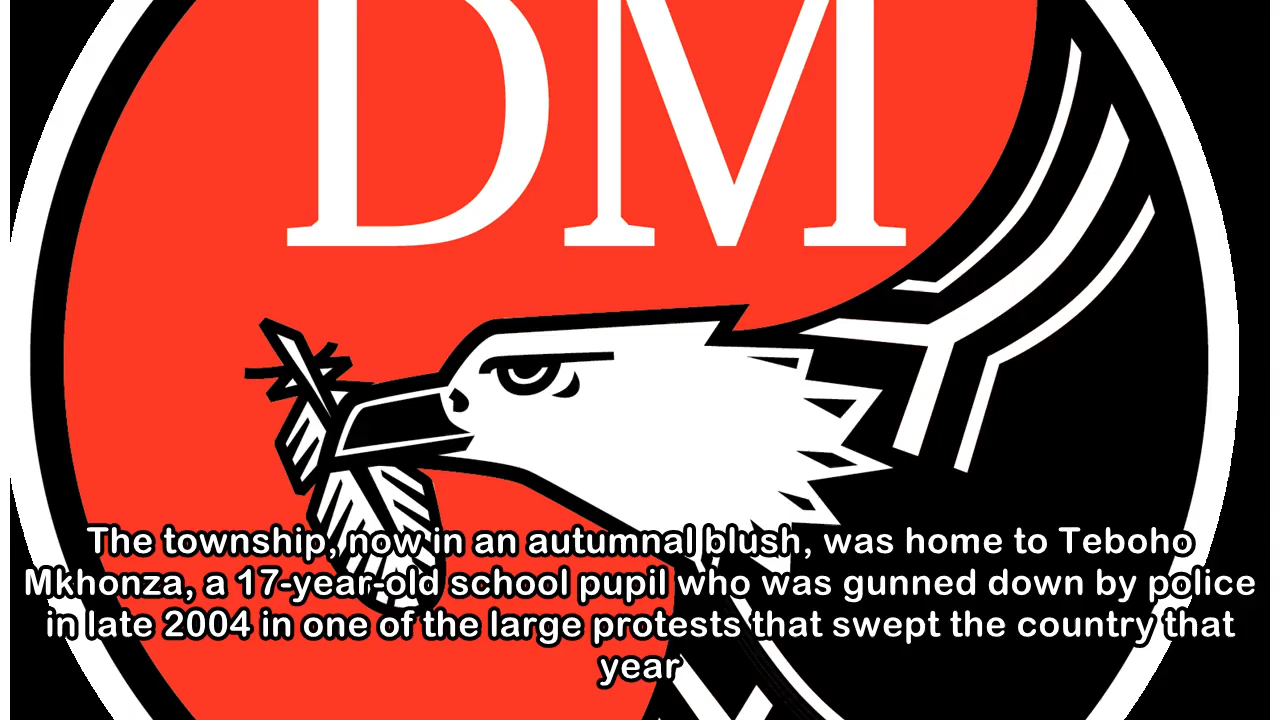 DM
The township, now in an autumnal blush, was home to Teboho
Mkhonza, a 17-year-old school pupil who was gunned down by police
in late 2004 in one of the large protests that swept the country that
year